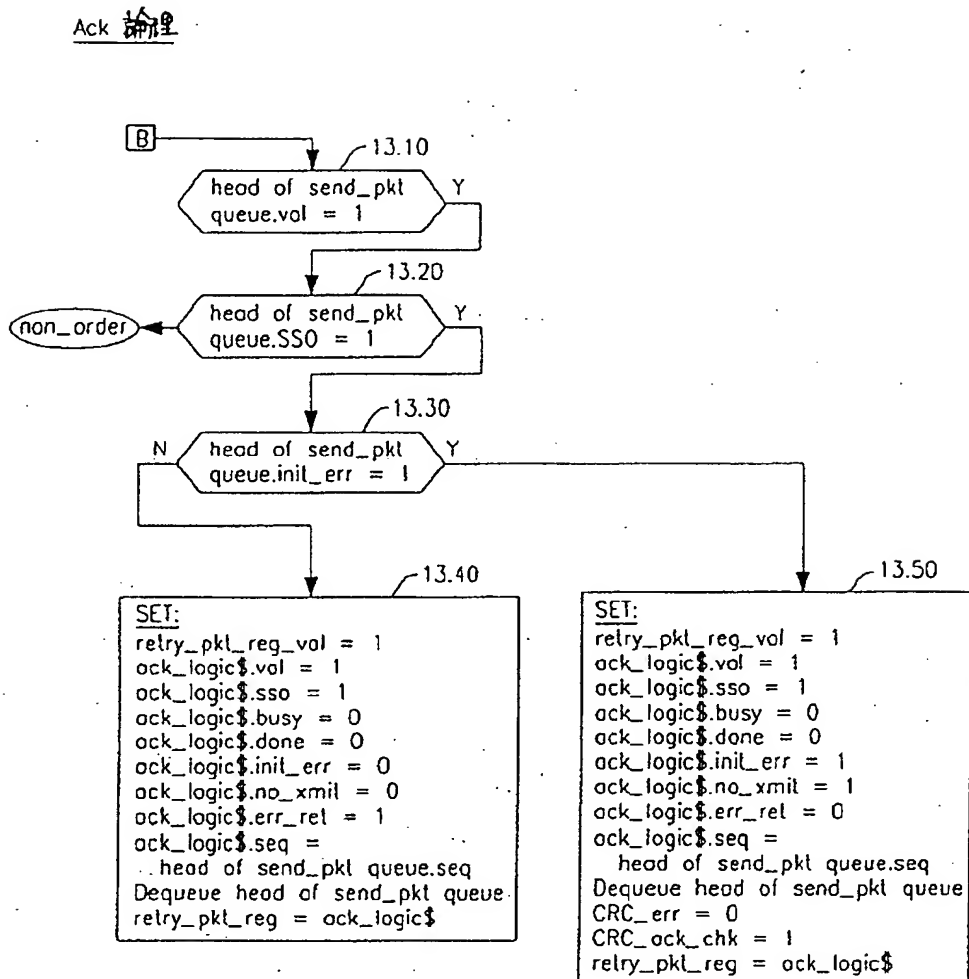 Ack 論理
B
13.10
head of send_pkt
queue.val = 1
Y
13.20
head of send_pkt
queue.SSO = 1
Y
non_order
13.30
N
head of send_pkt
queue.init_err = 1
Y
13.40
SET:
retry_pkt_reg_val = 1
ack_logic$.val = 1
ack_logic$.sso = 1
ack_logic$.busy = 0
ack_logic$.done = 0
ack_logic$.init_err = 0
ack_logic$.no_xmit = 0
ack_logic$.err_ret = 1
ack_logic$.seq =
head of send_pkt queue.seq
Dequeue head of send_pkt queue
retry_pkt_reg = ack_logic$
13.50
SET:
retry_pkt_reg_val = 1
ack_logic$.val = 1
ack_logic$.sso = 1
ack_logic$.busy = 0
ack_logic$.done = 0
ack_logic$.init_err = 1
ack_logic$.no_xmit = 1
ack_logic$.err_ret = 0
ack_logic$.seq =
head of send_pkt queue.seq
Dequeue head of send_pkt queue
CRC_err = 0
CRC_ack_chk = 1
retry_pkt_reg = ack_logic$